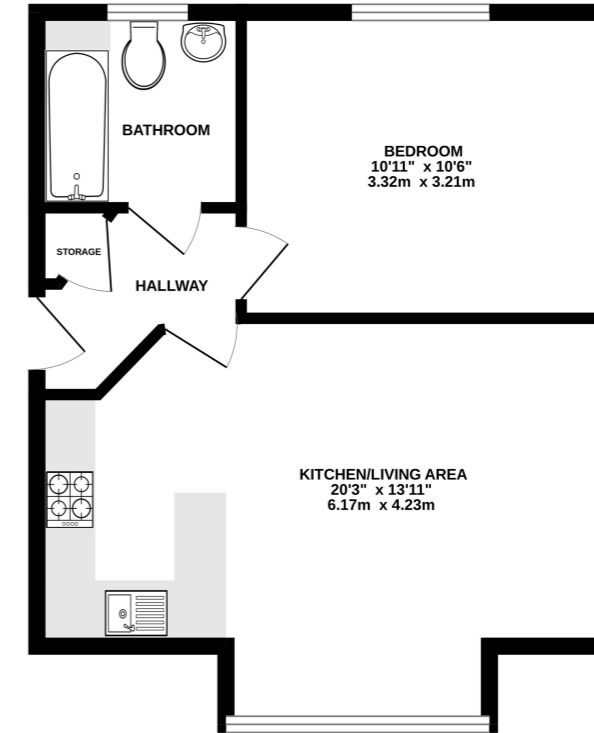 BATHROOM
BEDROOM
10'11" x 10'6"
3.32m x 3.21m
STORAGE
HALLWAY
KITCHEN/LIVING AREA
20'3" x 13'11"
6.17m x 4.23m